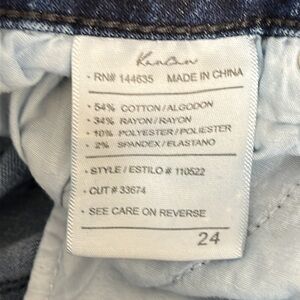 KanCan
- RN# 144635 MADE IN CHINA
- 54% COTTON / ALGODON
- 34% RAYON / RAYON
- 10% POLYESTER / POLIESTER
- 2% SPANDEX / ELASTANO
- STYLE / ESTILO # 110522
- CUT # 33674
- SEE CARE ON REVERSE
24